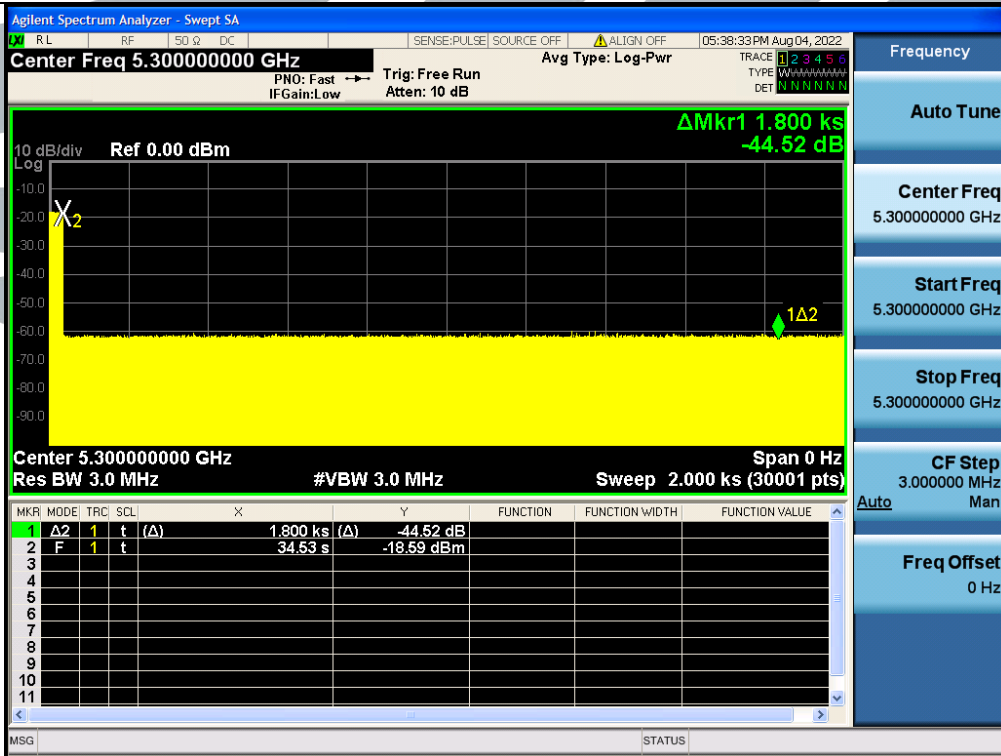 Agilent Spectrum Analyzer - Swept SA
LXI RL RF 50 Ω DC SENSE:PULSE SOURCE OFF ALIGN OFF 05:38:33 PM Aug 04, 2022
Center Freq 5.300000000 GHz Avg Type: Log-Pwr TRACE 1 2 3 4 5 6
PNO: Fast Trig: Free Run TYPE W
IFGain:Low Atten: 10 dB DET N N N N N N
ΔMkr1 1.800 ks
10 dB/div Ref 0.00 dBm -44.52 dB
Log
-10.0
-20.0 X2
-30.0
-40.0
-50.0 1Δ2
-60.0
-70.0
-80.0
-90.0
Center 5.300000000 GHz Span 0 Hz
Res BW 3.0 MHz #VBW 3.0 MHz Sweep 2.000 ks (30001 pts)
MKR MODE TRC SCL X Y FUNCTION FUNCTION WIDTH FUNCTION VALUE
1 Δ2 1 t (Δ) 1.800 ks (Δ) -44.52 dB
2 F 1 t 34.53 s -18.59 dBm
3
4
5
6
7
8
9
10
11
MSG STATUS
Frequency
Auto Tune
Center Freq
5.300000000 GHz
Start Freq
5.300000000 GHz
Stop Freq
5.300000000 GHz
CF Step
3.000000 MHz
Auto Man
Freq Offset
0 Hz